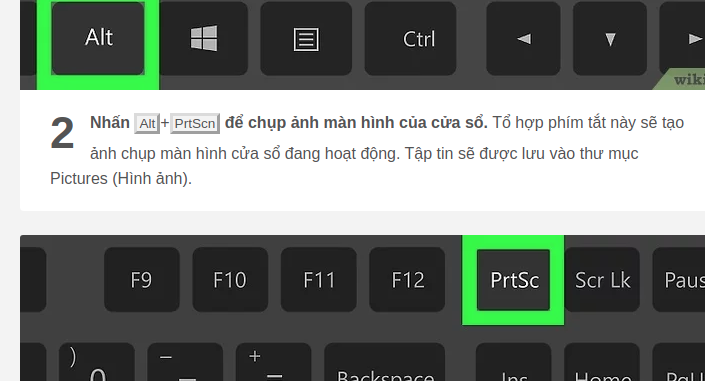 Alt Ctrl
wiki
2 Nhấn Alt+PrtScn để chụp ảnh màn hình của cửa sổ. Tổ hợp phím tắt này sẽ tạo
ảnh chụp màn hình cửa sổ đang hoạt động. Tập tin sẽ được lưu vào thư mục
Pictures (Hình ảnh).
F9 F10 F11 F12 PrtSc Scr Lk Paus
) _ +
0 Backspace Ins Home PgU